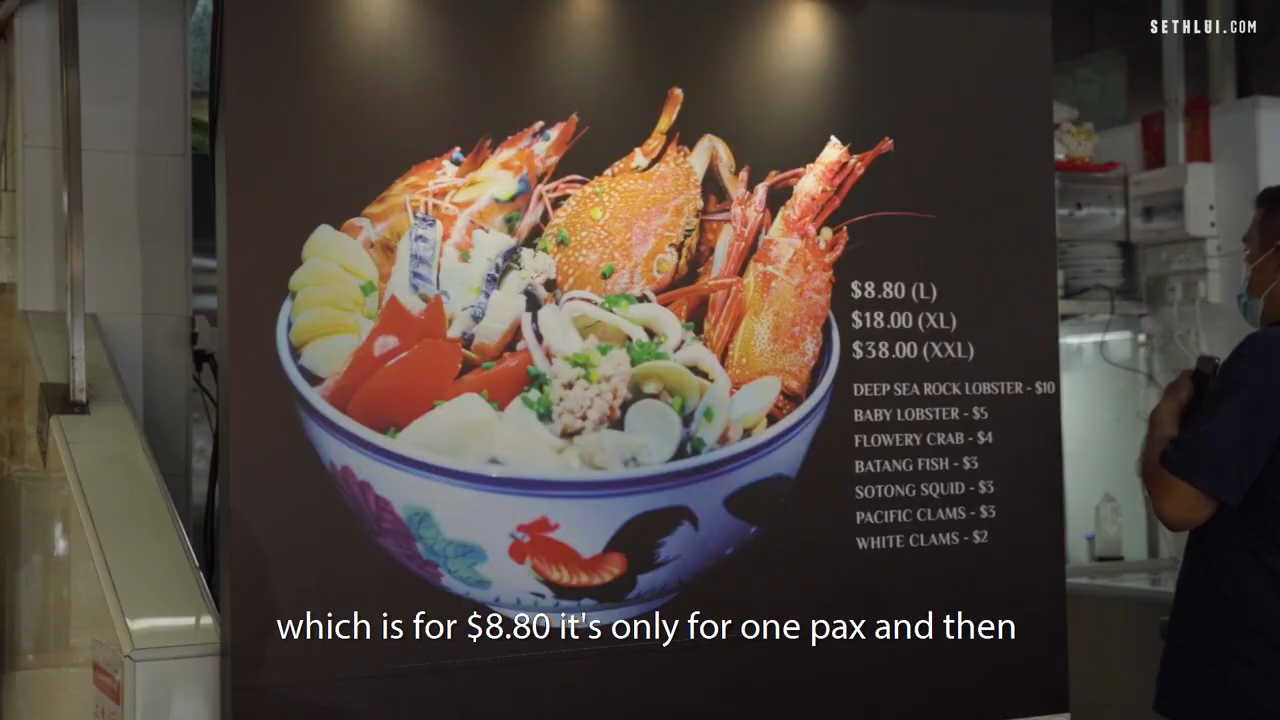 SETHLUI.COM
$8.80 (L)
$18.00 (XL)
$38.00 (XXL)
DEEP SEA ROCK LOBSTER - $10
BABY LOBSTER - $5
FLOWERY CRAB - $4
BATANG FISH - $3
SOTONG SQUID - $3
PACIFIC CLAMS - $3
WHITE CLAMS - $2
which is for $8.80 it's only for one pax and then